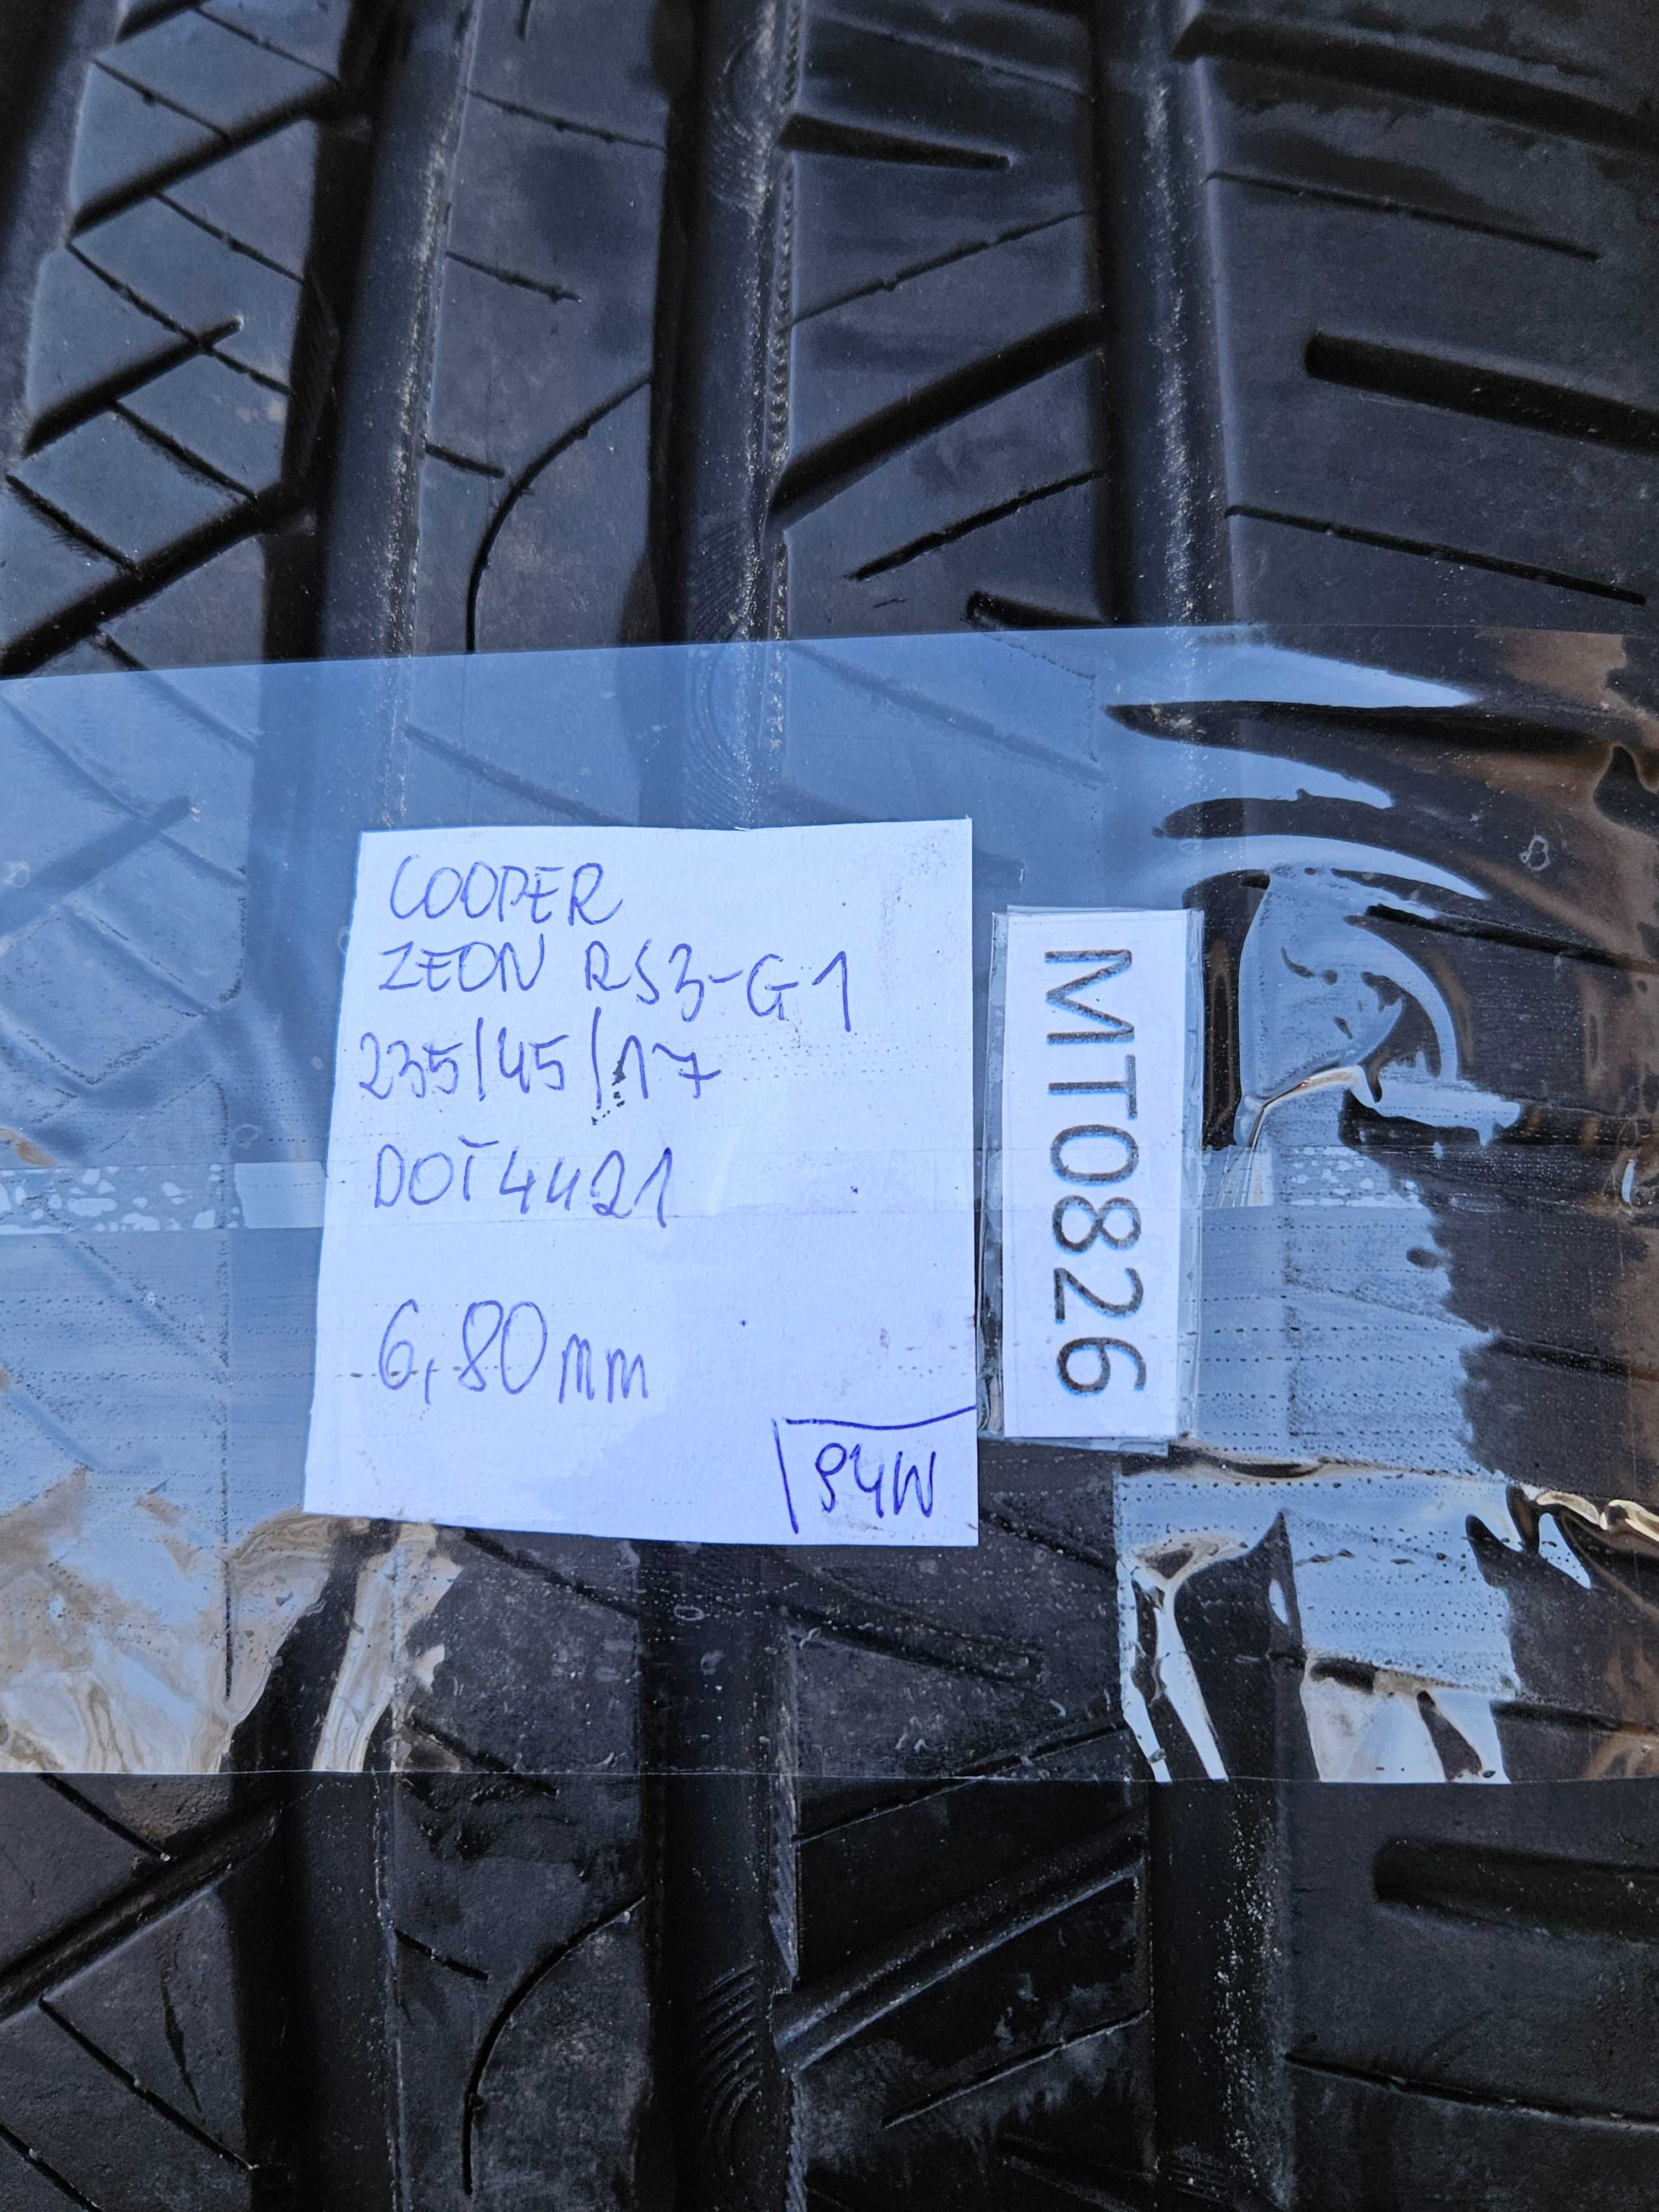 COOPER
ZEON RS3-G1
235/45/17
DOT4421
6,80mm
94W
MT0826